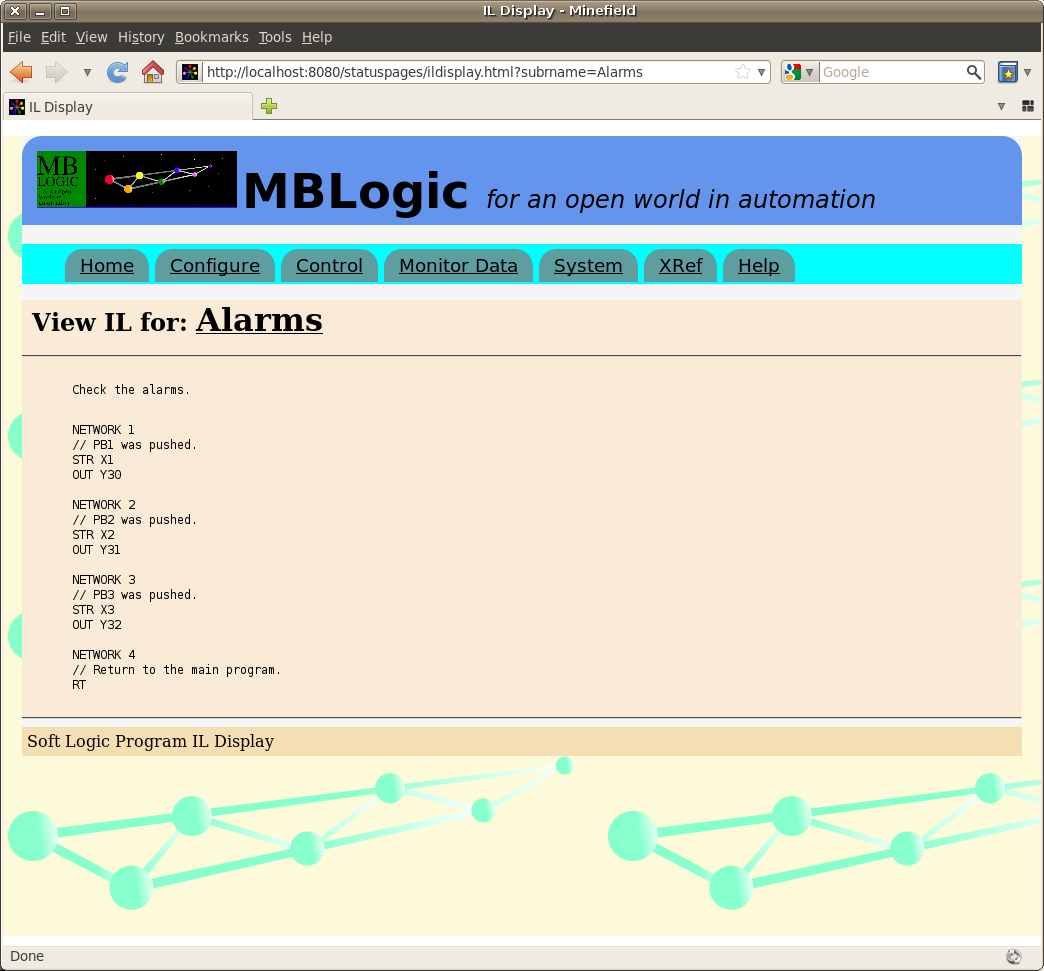 IL Display - Minefield
File Edit View History Bookmarks Tools Help
http://localhost:8080/statuspages/ildisplay.html?subrname=Alarms
Google
IL Display
MB
LOGIC
MBLogic for an open world in automation
Home Configure Control Monitor Data System XRef Help
View IL for: Alarms
Check the alarms.
NETWORK 1
// PB1 was pushed.
STR X1
OUT Y30
NETWORK 2
// PB2 was pushed.
STR X2
OUT Y31
NETWORK 3
// PB3 was pushed.
STR X3
OUT Y32
NETWORK 4
// Return to the main program.
RT
Soft Logic Program IL Display
Done